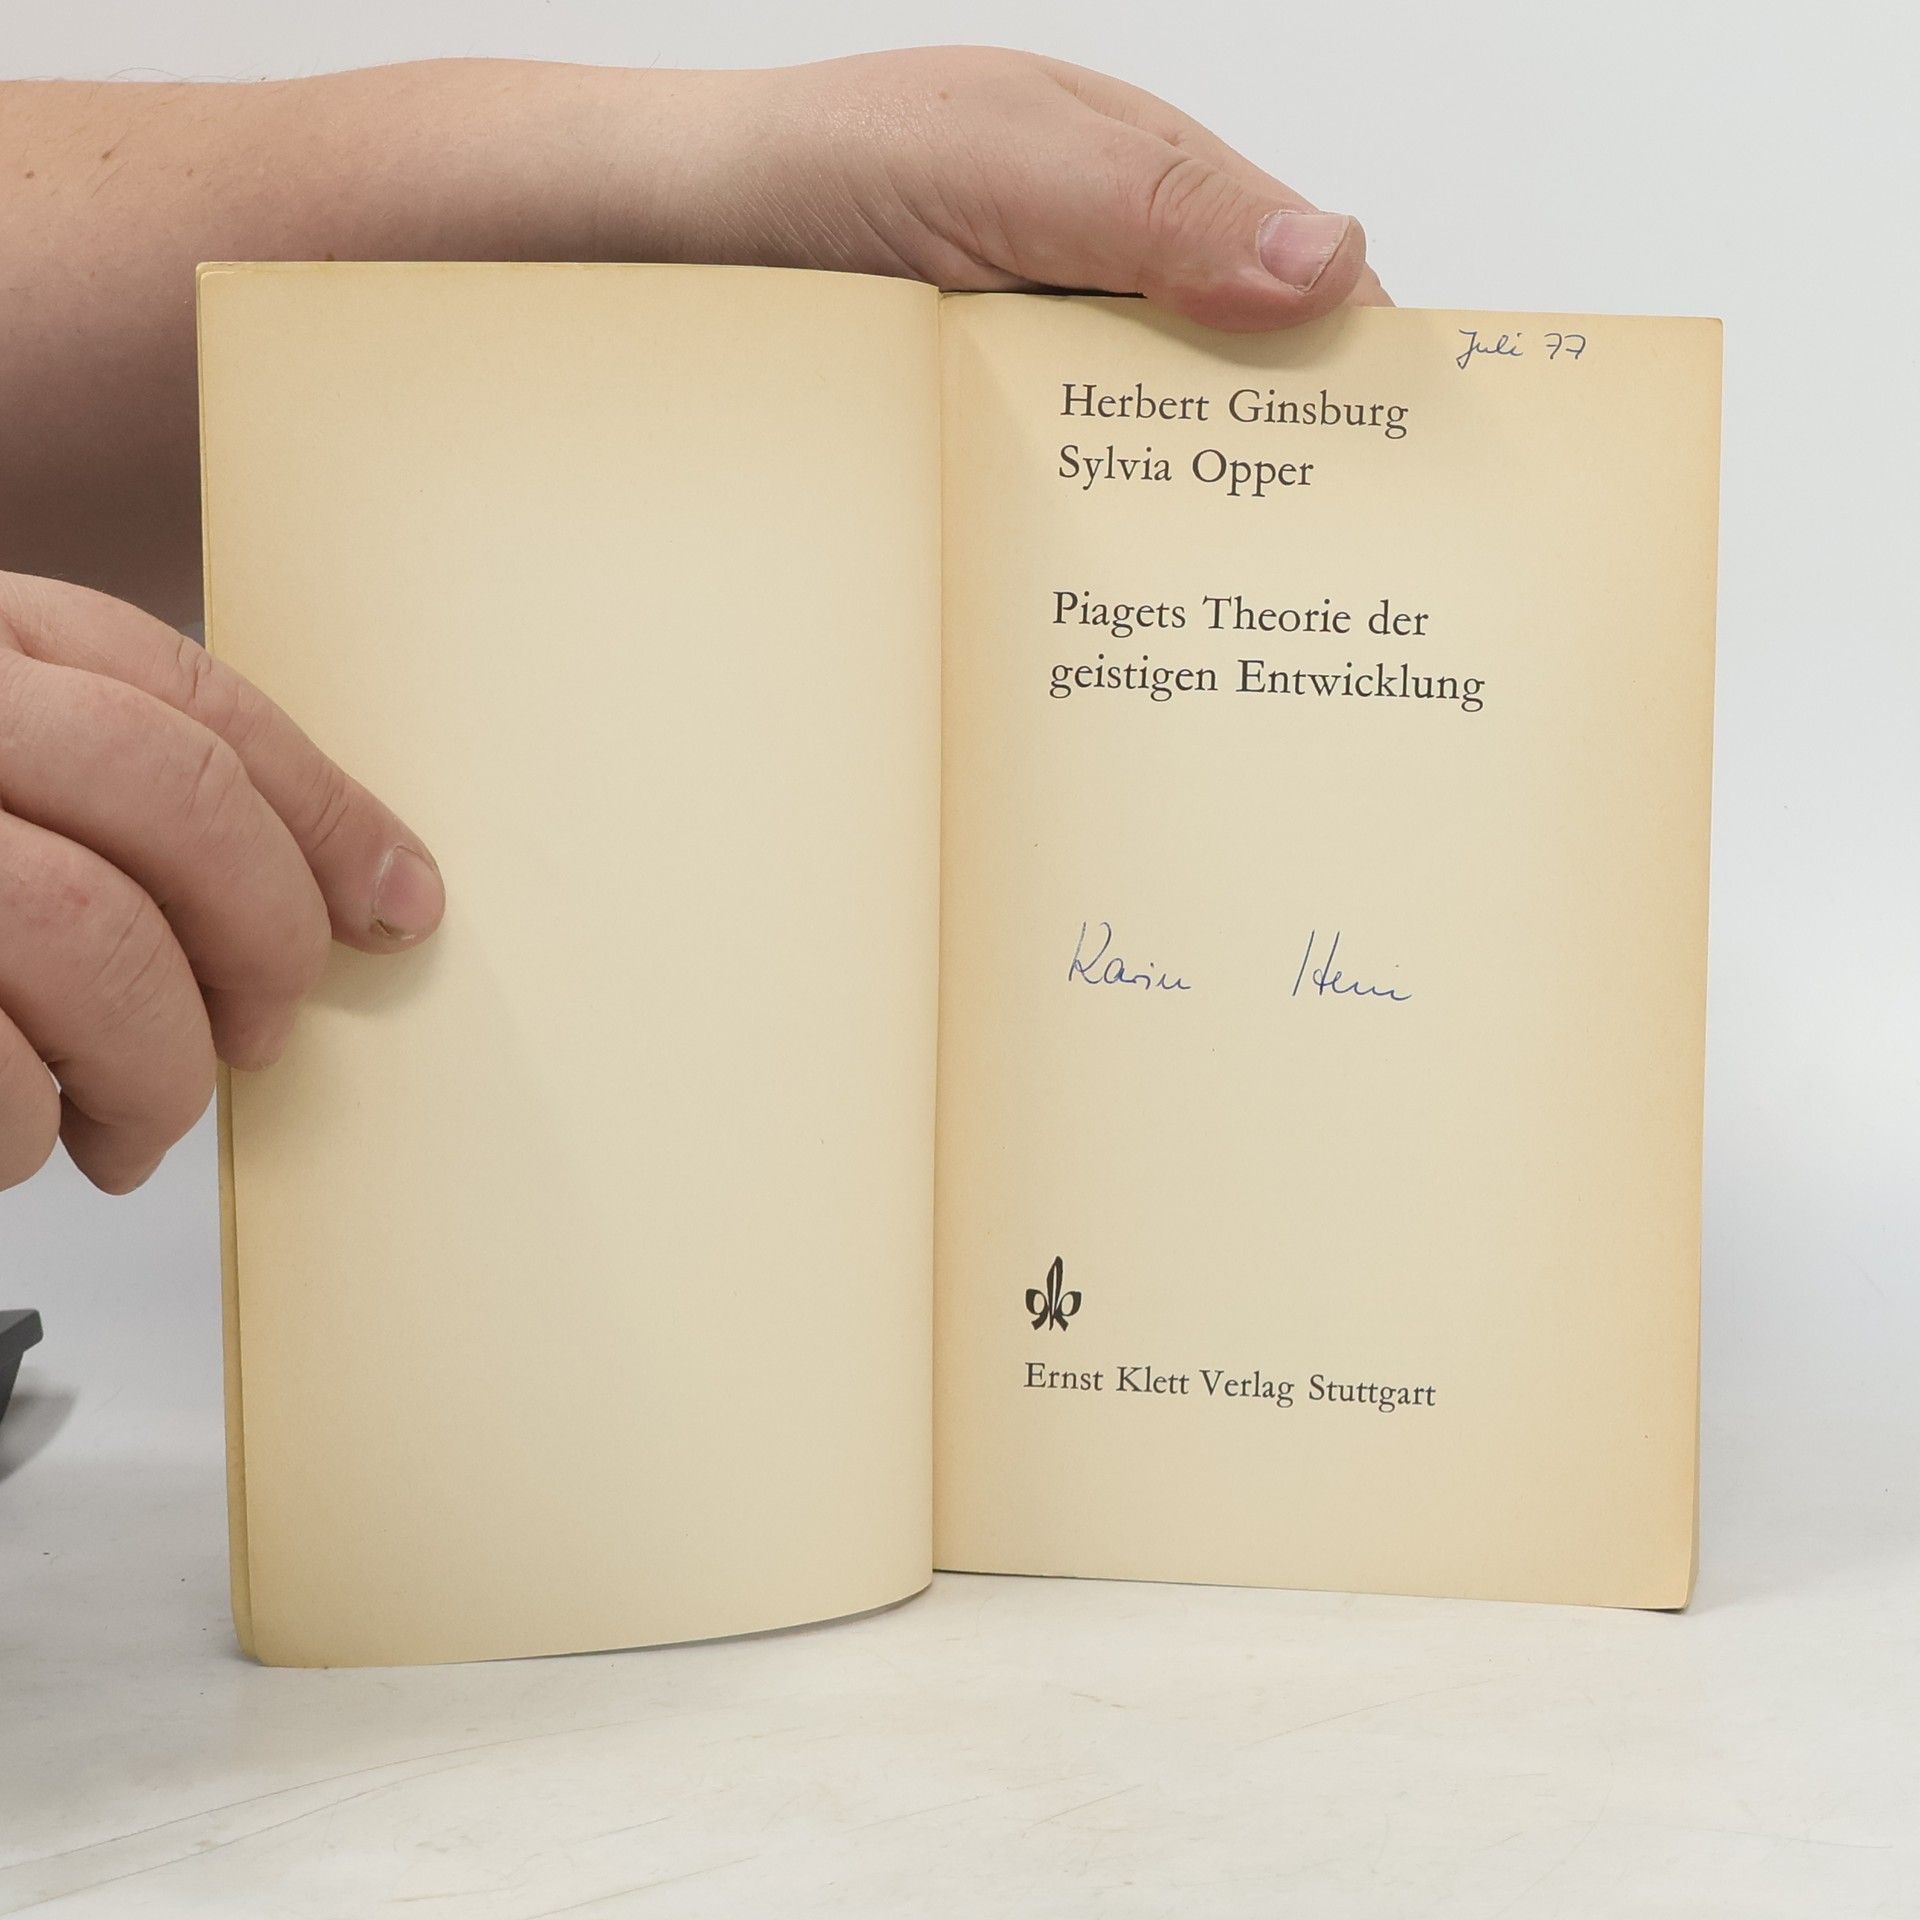 Juli 77
Herbert Ginsburg
Sylvia Opper
Piagets Theorie der
geistigen Entwicklung
Karin
Ernst Klett Verlag Stuttgart